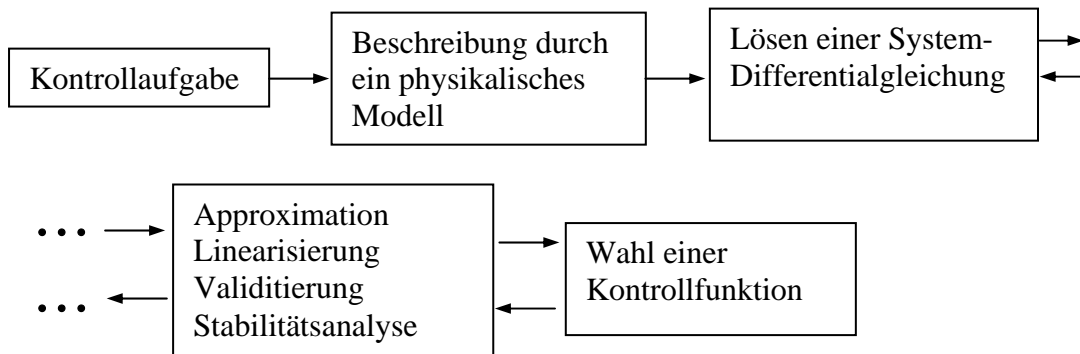 Kontrollaufgabe
Beschreibung durch
ein physikalisches
Modell
Lösen einer System-
Differentialgleichung
...
...
Approximation
Linearisierung
Validitierung
Stabilitätsanalyse
Wahl einer
Kontrollfunktion